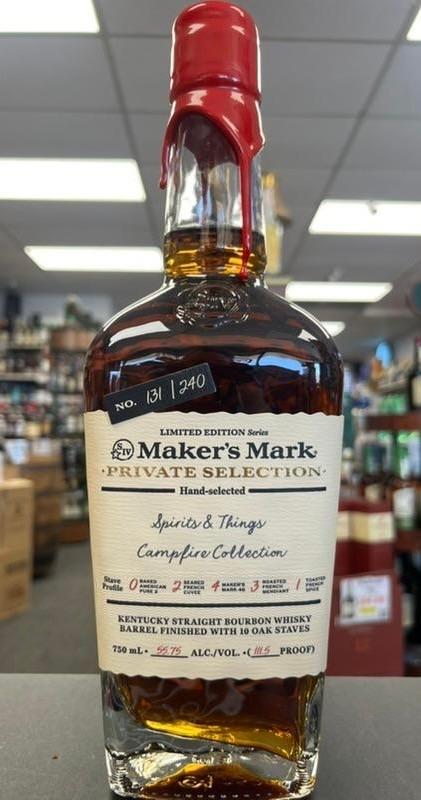 NO. 131 | 240
LIMITED EDITION Series
SIV Maker's Mark
·PRIVATE SELECTION·
Hand-selected
Spirits & Things
Campfire Collection
Stave Profile 0 BAKED AMERICAN PURE 2 2 SEARED FRENCH CUVEE 4 MAKER'S MARK 46 3 ROASTED FRENCH MENDIANT 1 TOASTED FRENCH SPICE
KENTUCKY STRAIGHT BOURBON WHISKY
BARREL FINISHED WITH 10 OAK STAVES
750 mL • 55.75 ALC./VOL. •( 111.5 PROOF)